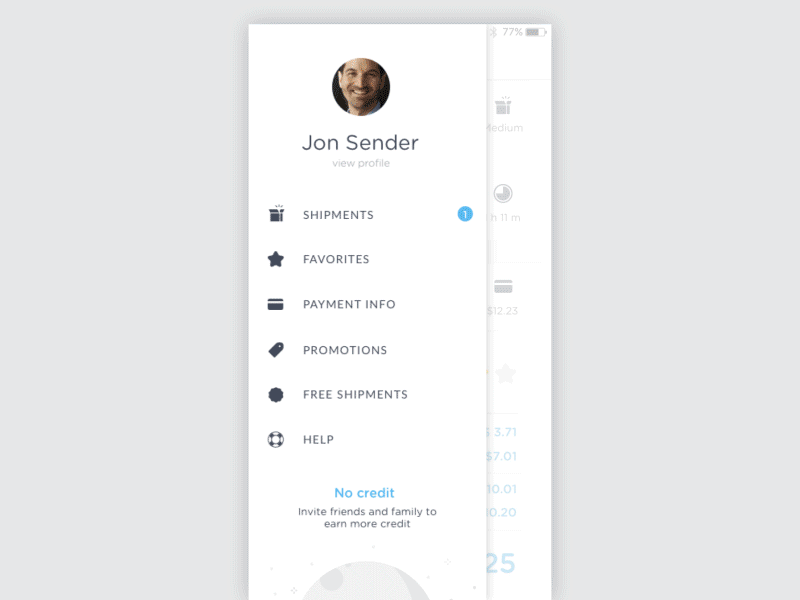 77%
Jon Sender
view profile
SHIPMENTS
1
FAVORITES
PAYMENT INFO
PROMOTIONS
FREE SHIPMENTS
HELP
No credit
Invite friends and family to
earn more credit
Medium
h 11 m
$12.23
3.71
$7.01
10.01
0.20
25